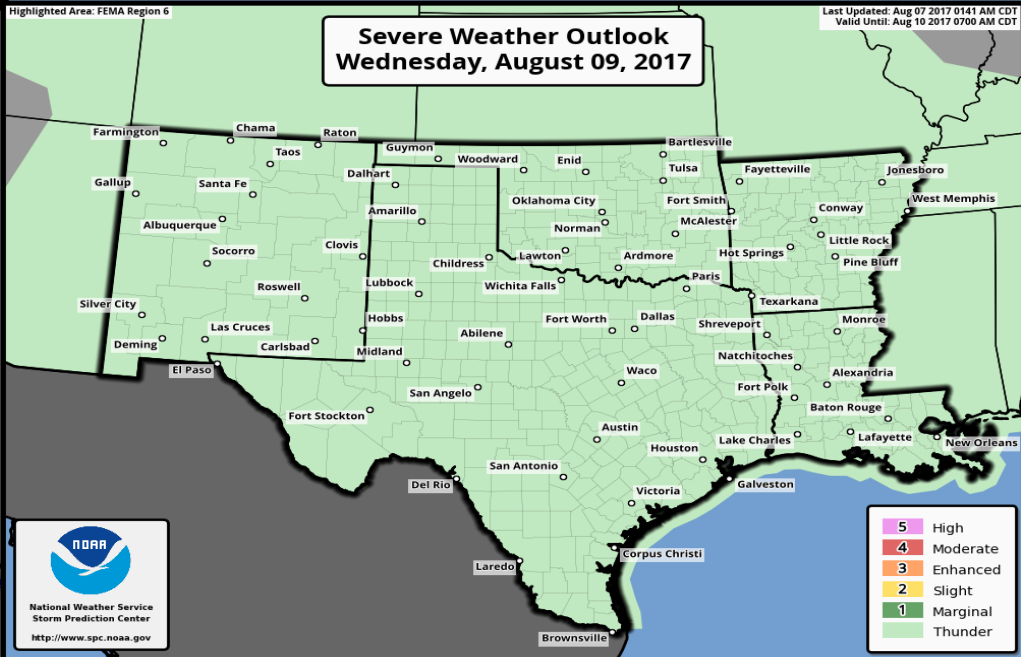 Highlighted Area: FEMA Region 6
Last Updated: Aug 07 2017 0141 AM CDT
Valid Until: Aug 10 2017 0700 AM CDT
Severe Weather Outlook
Wednesday, August 09, 2017
Farmington
Chama
Raton
Guymon
Bartlesville
Taos
Woodward
Enid
Tulsa
Fayetteville
Jonesboro
Gallup
Santa Fe
Dalhart
Oklahoma City
Fort Smith
West Memphis
Albuquerque
Amarillo
Norman
McAlester
Conway
Socorro
Clovis
Childress
Lawton
Ardmore
Hot Springs
Little Rock
Pine Bluff
Roswell
Lubbock
Wichita Falls
Paris
Silver City
Texarkana
Las Cruces
Hobbs
Abilene
Fort Worth
Dallas
Shreveport
Monroe
Deming
Carlsbad
Midland
Natchitoches
El Paso
San Angelo
Waco
Fort Polk
Alexandria
Fort Stockton
Austin
Baton Rouge
Houston
Lake Charles
Lafayette
New Orleans
San Antonio
Del Rio
Victoria
Galveston
Corpus Christi
Laredo
Brownsville
NOAA
National Weather Service
Storm Prediction Center
http://www.spc.noaa.gov
5 High
4 Moderate
3 Enhanced
2 Slight
1 Marginal
Thunder